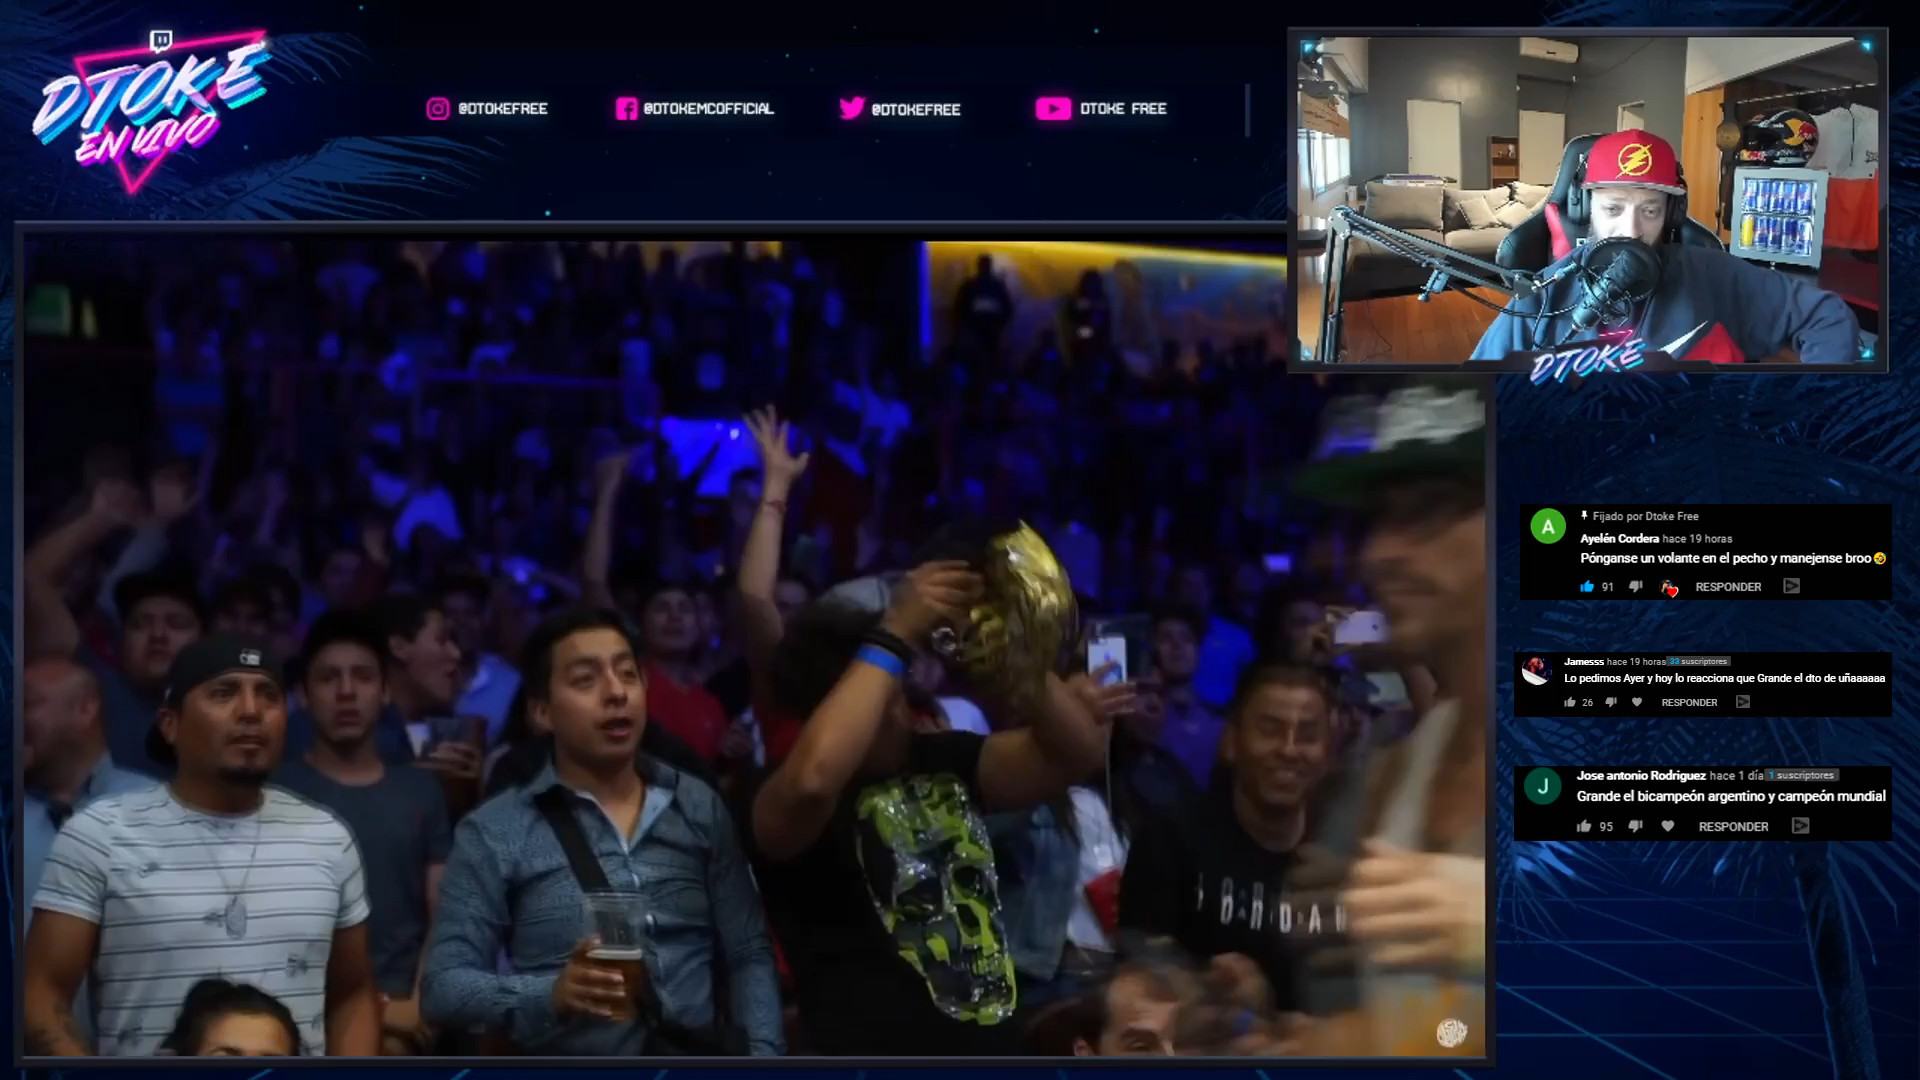 DTOKE
EN VIVO
@DTOKEFREE
@DTOKEMCOFFICIAL
@DTOKEFREE
DTOKE FREE
DTOKE
A
Fijado por Dtoke Free
Ayelén Cordera hace 19 horas
Pónganse un volante en el pecho y manejense broo🤣
91 RESPONDER
Jamesss hace 19 horas 33 suscriptores
Lo pedimos Ayer y hoy lo reacciona que Grande el dto de uñaaaaaa
26 RESPONDER
J
Jose antonio Rodriguez hace 1 día 1 suscriptores
Grande el bicampeón argentino y campeón mundial
95 RESPONDER
JORDAN